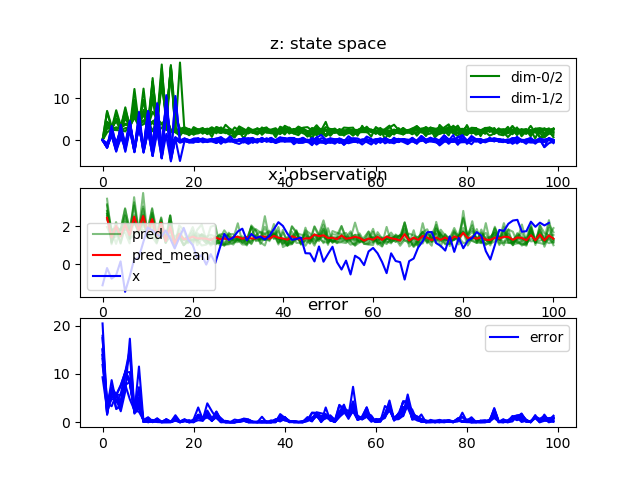 z: state space
10
0
dim-0/2
dim-1/2
0 20 40 60 80 100
x: observation
2
0
pred
pred_mean
x
0 20 40 60 80 100
error
20
10
0
error
0 20 40 60 80 100